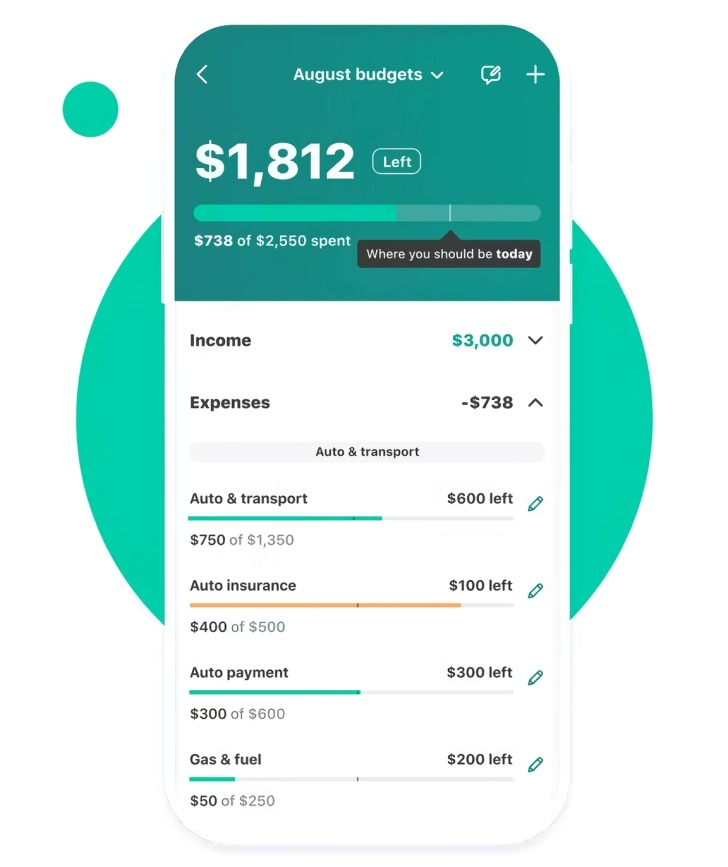 August budgets
$1,812 Left
$738 of $2,550 spent
Where you should be today
Income $3,000
Expenses -$738
Auto & transport
Auto & transport $600 left
$750 of $1,350
Auto insurance $100 left
$400 of $500
Auto payment $300 left
$300 of $600
Gas & fuel $200 left
$50 of $250